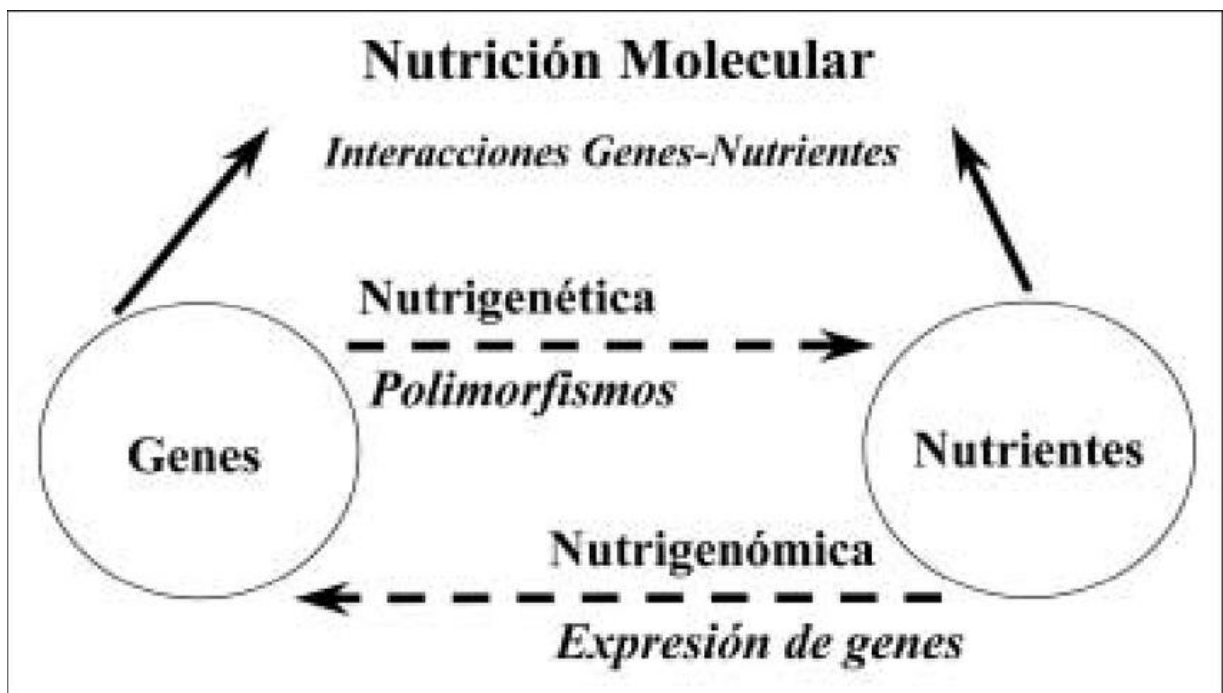 Nutrición Molecular
Interacciones Genes-Nutrientes
Nutrigenética
Polimorfismos
Genes
Nutrientes
Nutrigenómica
Expresión de genes